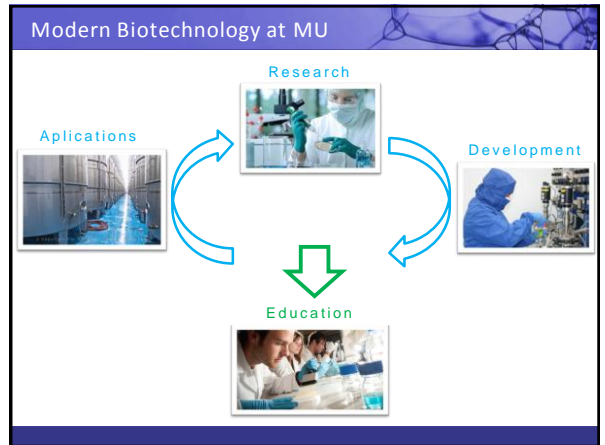 Modern Biotechnology at MU
Research
Aplications
Development
Education